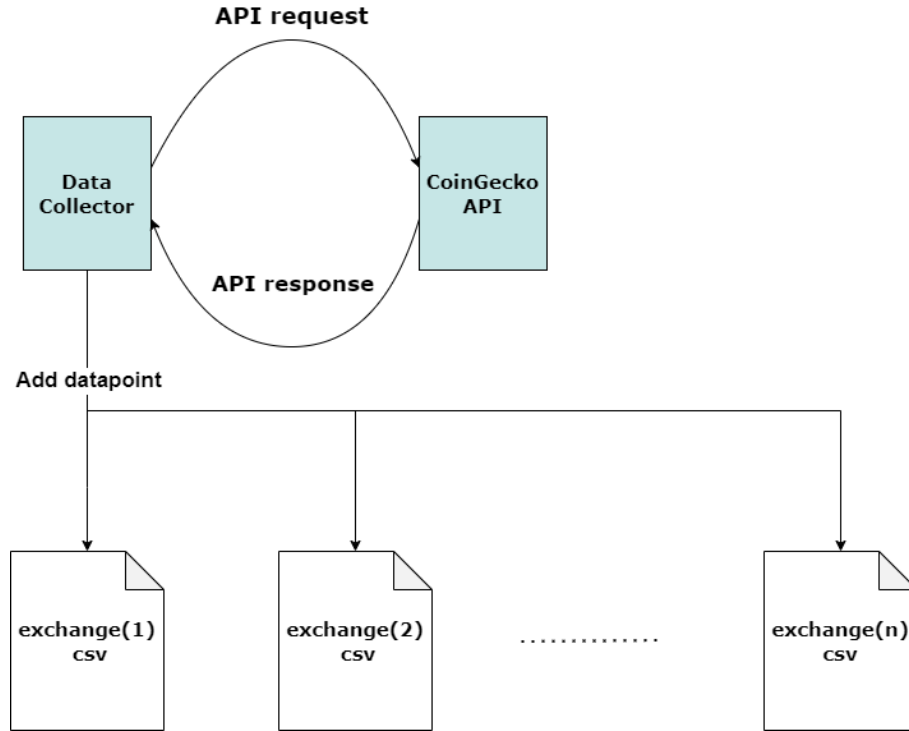 API request
Data
Collector
CoinGecko
API
API response
Add datapoint
exchange(1)
csv
exchange(2)
csv
............
exchange(n)
csv